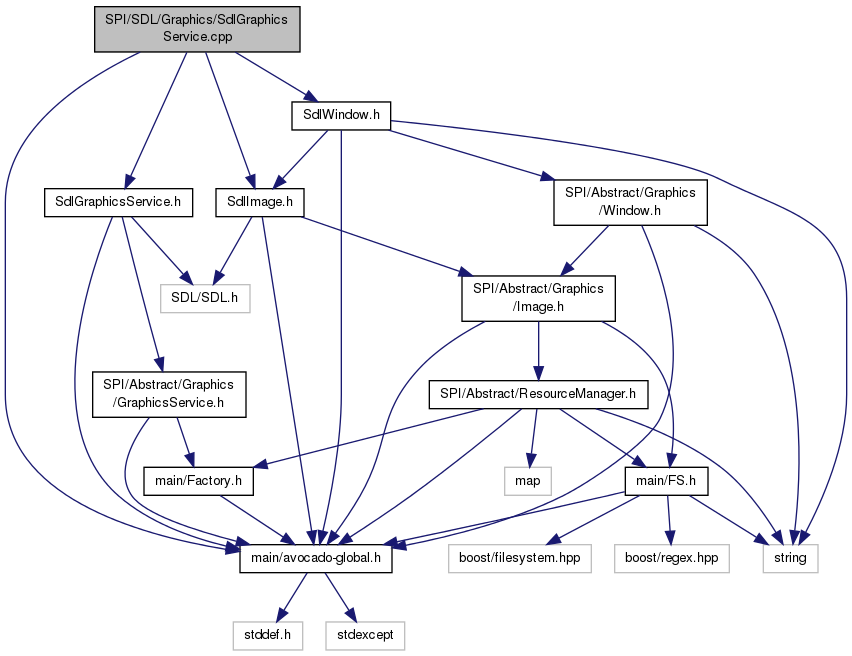 SPI/SDL/Graphics/SdlGraphics
Service.cpp
SdlWindow.h
SdlGraphicsService.h
SdlImage.h
SPI/Abstract/Graphics
/Window.h
SDL/SDL.h
SPI/Abstract/Graphics
/Image.h
SPI/Abstract/Graphics
/GraphicsService.h
SPI/Abstract/ResourceManager.h
main/Factory.h
map
main/FS.h
main/avocado-global.h
boost/filesystem.hpp
boost/regex.hpp
string
stddef.h
stdexcept